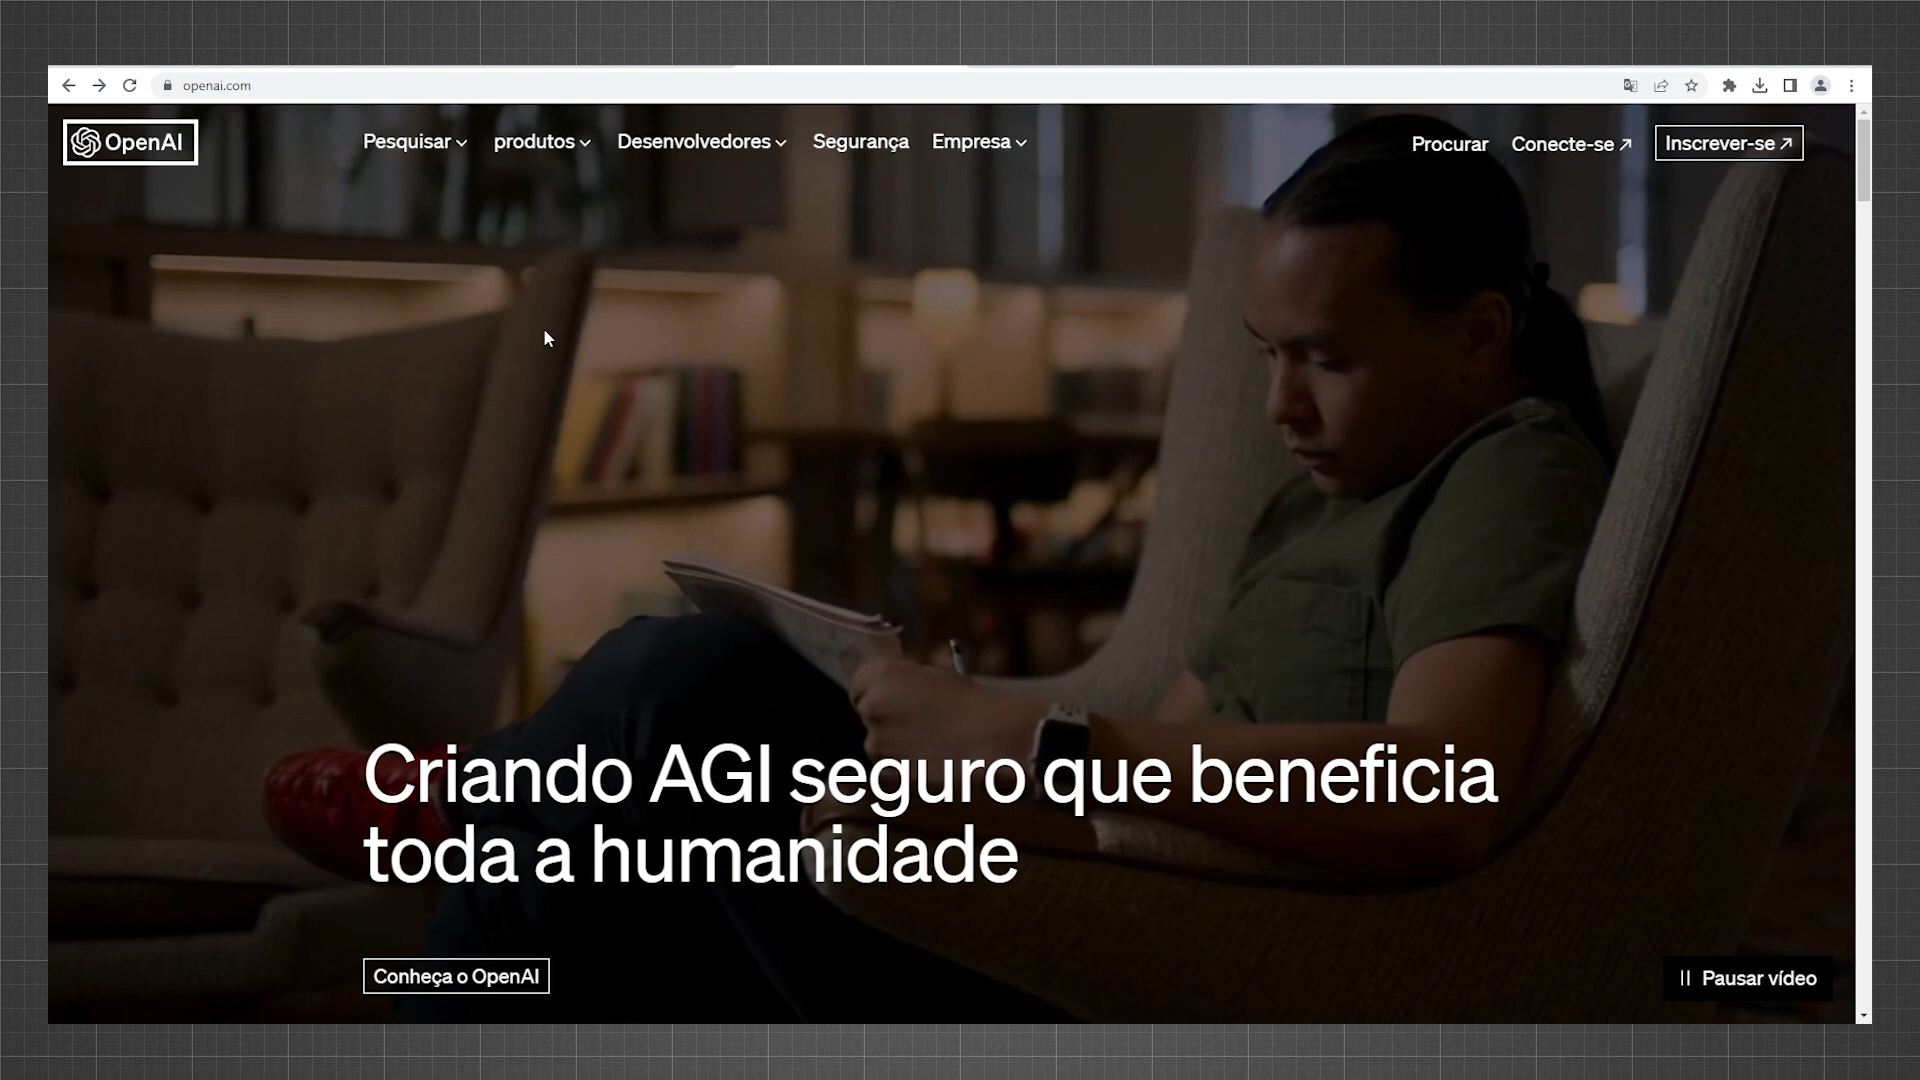 openai.com
OpenAI
Pesquisar
produtos
Desenvolvedores
Segurança
Empresa
Procurar
Conecte-se
Inscrever-se
Criando AGI seguro que beneficia
toda a humanidade
Conheça o OpenAI
Pausar vídeo